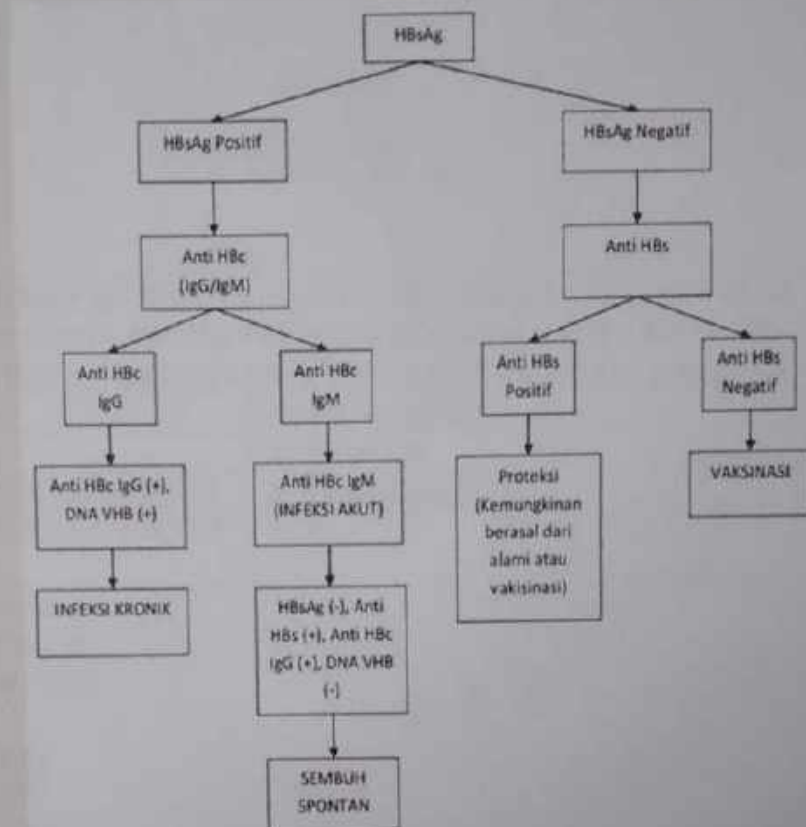 HBsAg
HBsAg Positif
HBsAg Negatif
Anti HBc
(IgG/IgM)
Anti HBs
Anti HBc
IgG
Anti HBc
IgM
Anti HBs
Positif
Anti HBs
Negatif
Anti HBc IgG (+),
DNA VHB (+)
Anti HBc IgM
(INFEKSI AKUT)
Proteksi
(Kemungkinan
berasal dari
alami atau
vakisinasi)
VAKSINASI
INFEKSI KRONIK
HBsAg (-), Anti
HBs (+), Anti HBc
IgG (+), DNA VHB
(-)
SEMBUH
SPONTAN